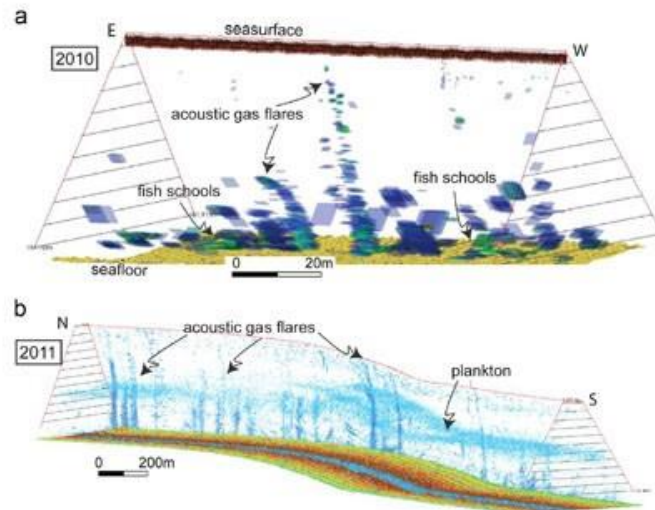 a
E
seasurface
W
2010
acoustic gas flares
fish schools
fish schools
seafloor
0 20m
b
N
acoustic gas flares
2011
plankton
S
0 200m